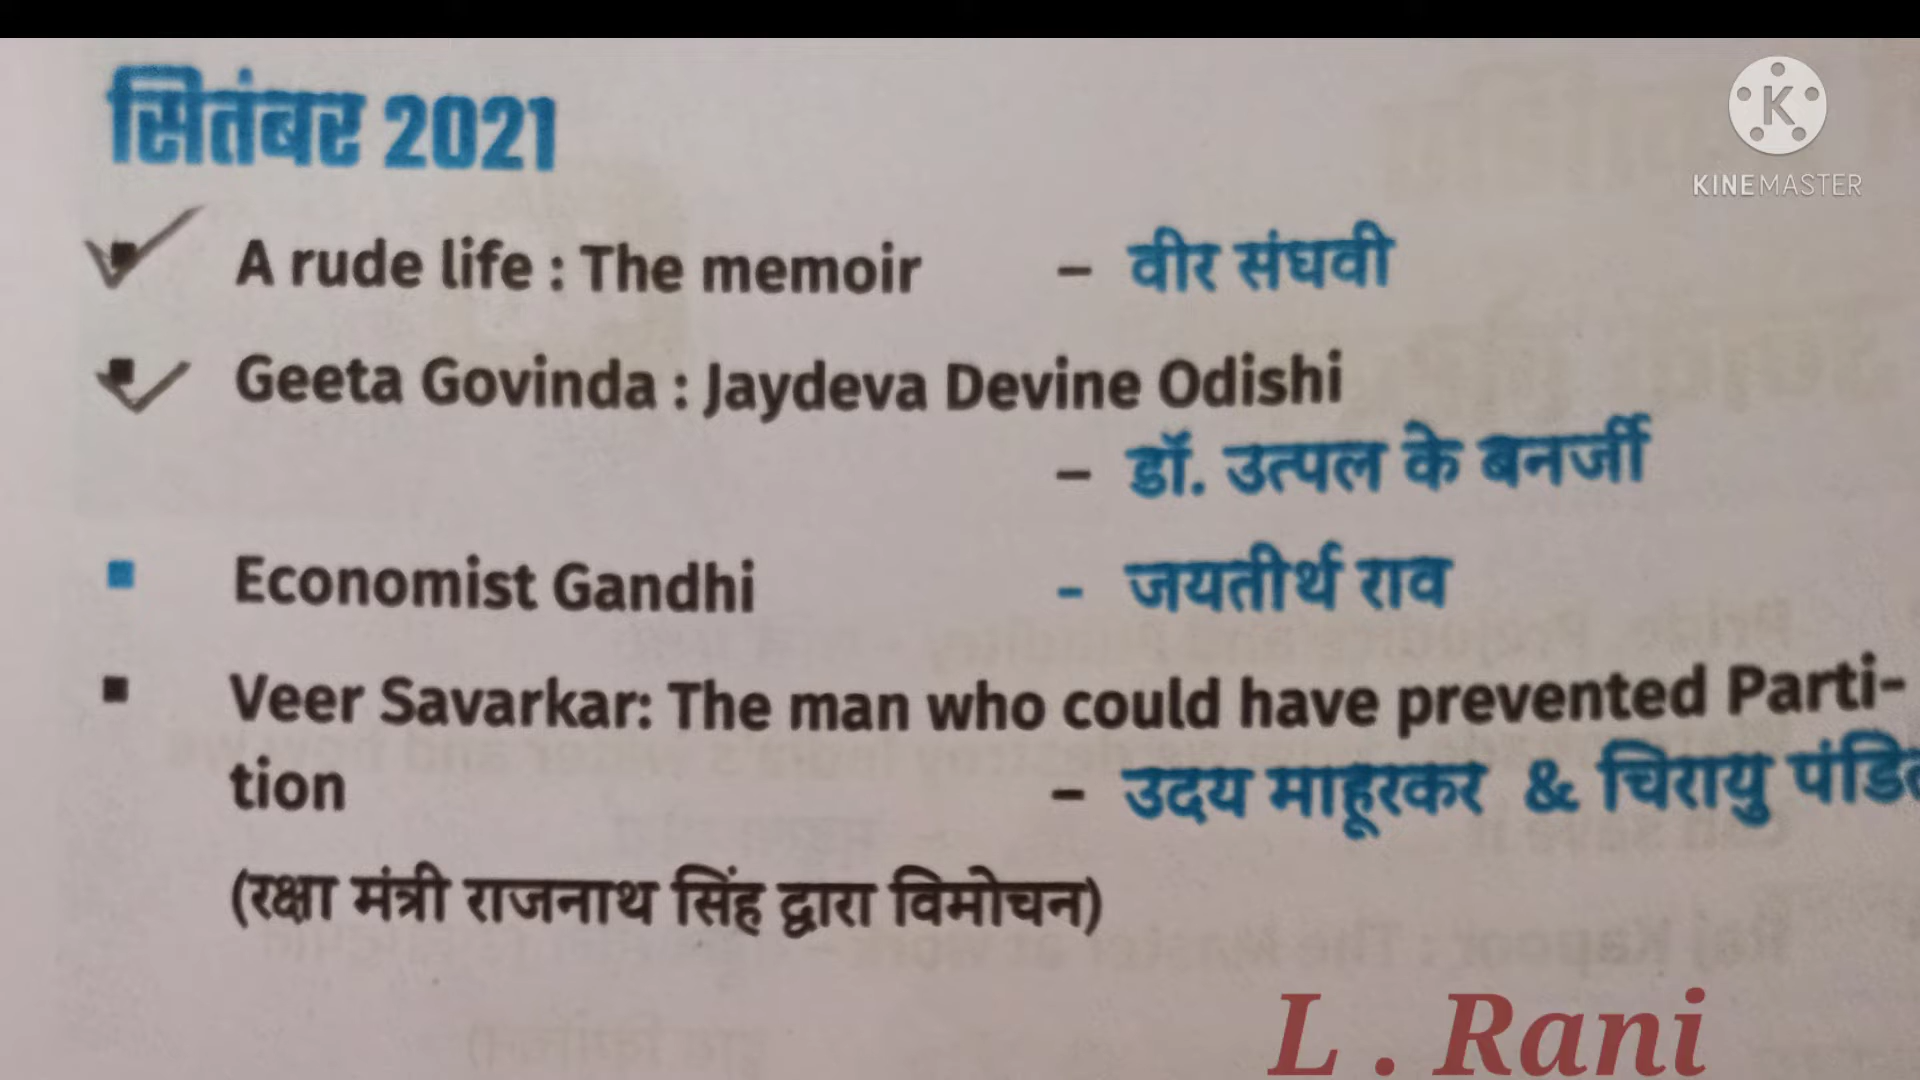 सितंबर 2021
KINEMASTER
A rude life : The memoir – वीर संघवी
Geeta Govinda : Jaydeva Devine Odishi
– डॉ. उत्पल के बनर्जी
Economist Gandhi - जयतीर्थ राव
Veer Savarkar: The man who could have prevented Parti-
tion – उदय माहूरकर & चिरायु पंडित
(रक्षा मंत्री राजनाथ सिंह द्वारा विमोचन)
L . Rani